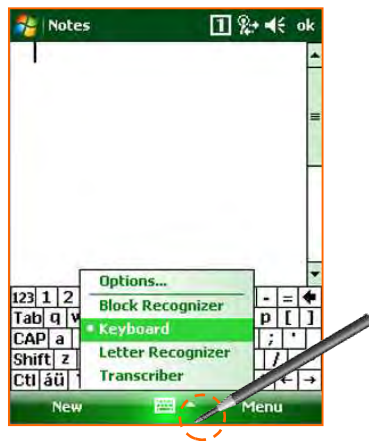 Notes 1 ok
Options...
Block Recognizer
Keyboard
Letter Recognizer
Transcriber
123 1 2 - =
Tab q w p [ ]
CAP a ; '
Shift z /
Ctl áü ` ← →
New Menu